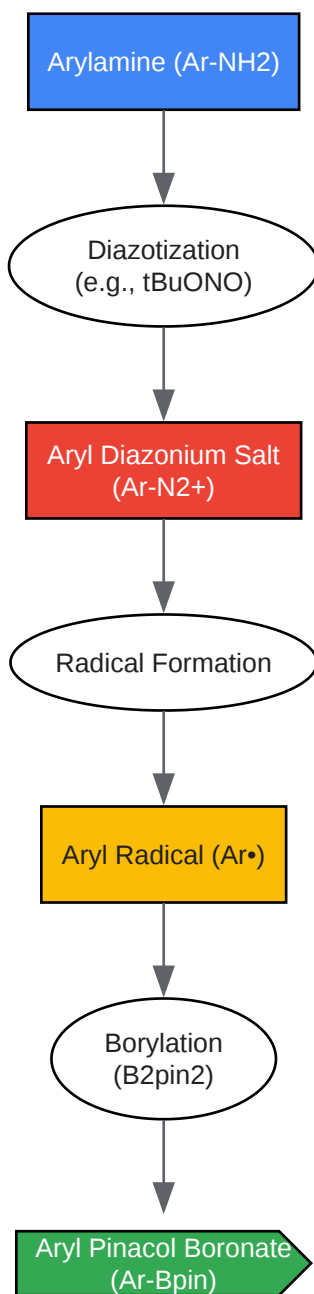 Arylamine (Ar-NH2)
Diazotization
(e.g., tBuONO)
Aryl Diazonium Salt
(Ar-N2+)
Radical Formation
Aryl Radical (Ar•)
Borylation
(B2pin2)
Aryl Pinacol Boronate
(Ar-Bpin)